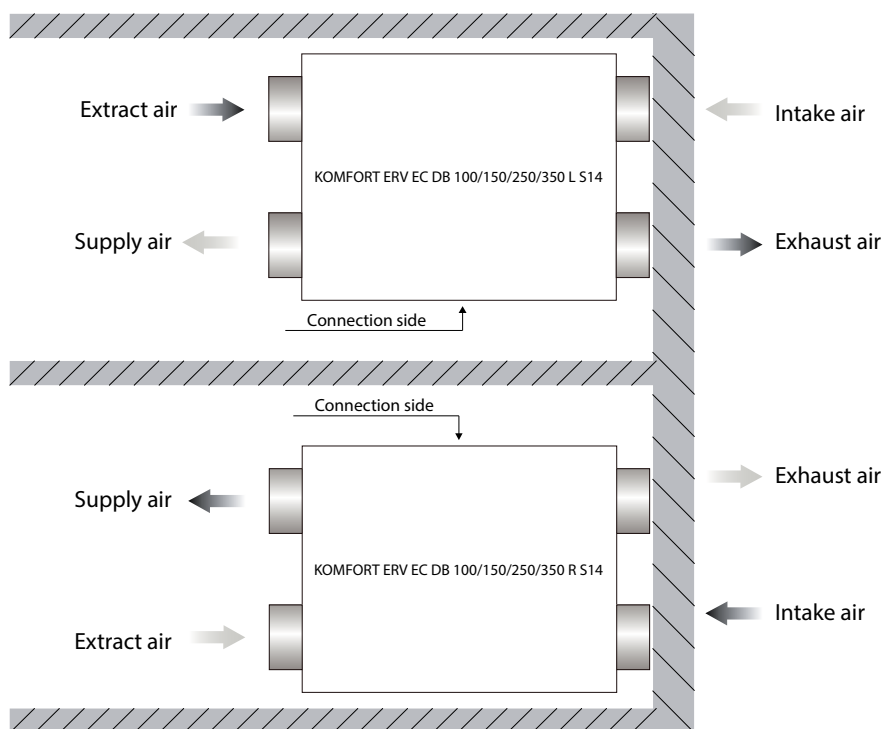 Extract air
Intake air
KOMFORT ERV EC DB 100/150/250/350 L S14
Supply air
Exhaust air
Connection side
Connection side
Supply air
Exhaust air
KOMFORT ERV EC DB 100/150/250/350 R S14
Extract air
Intake air